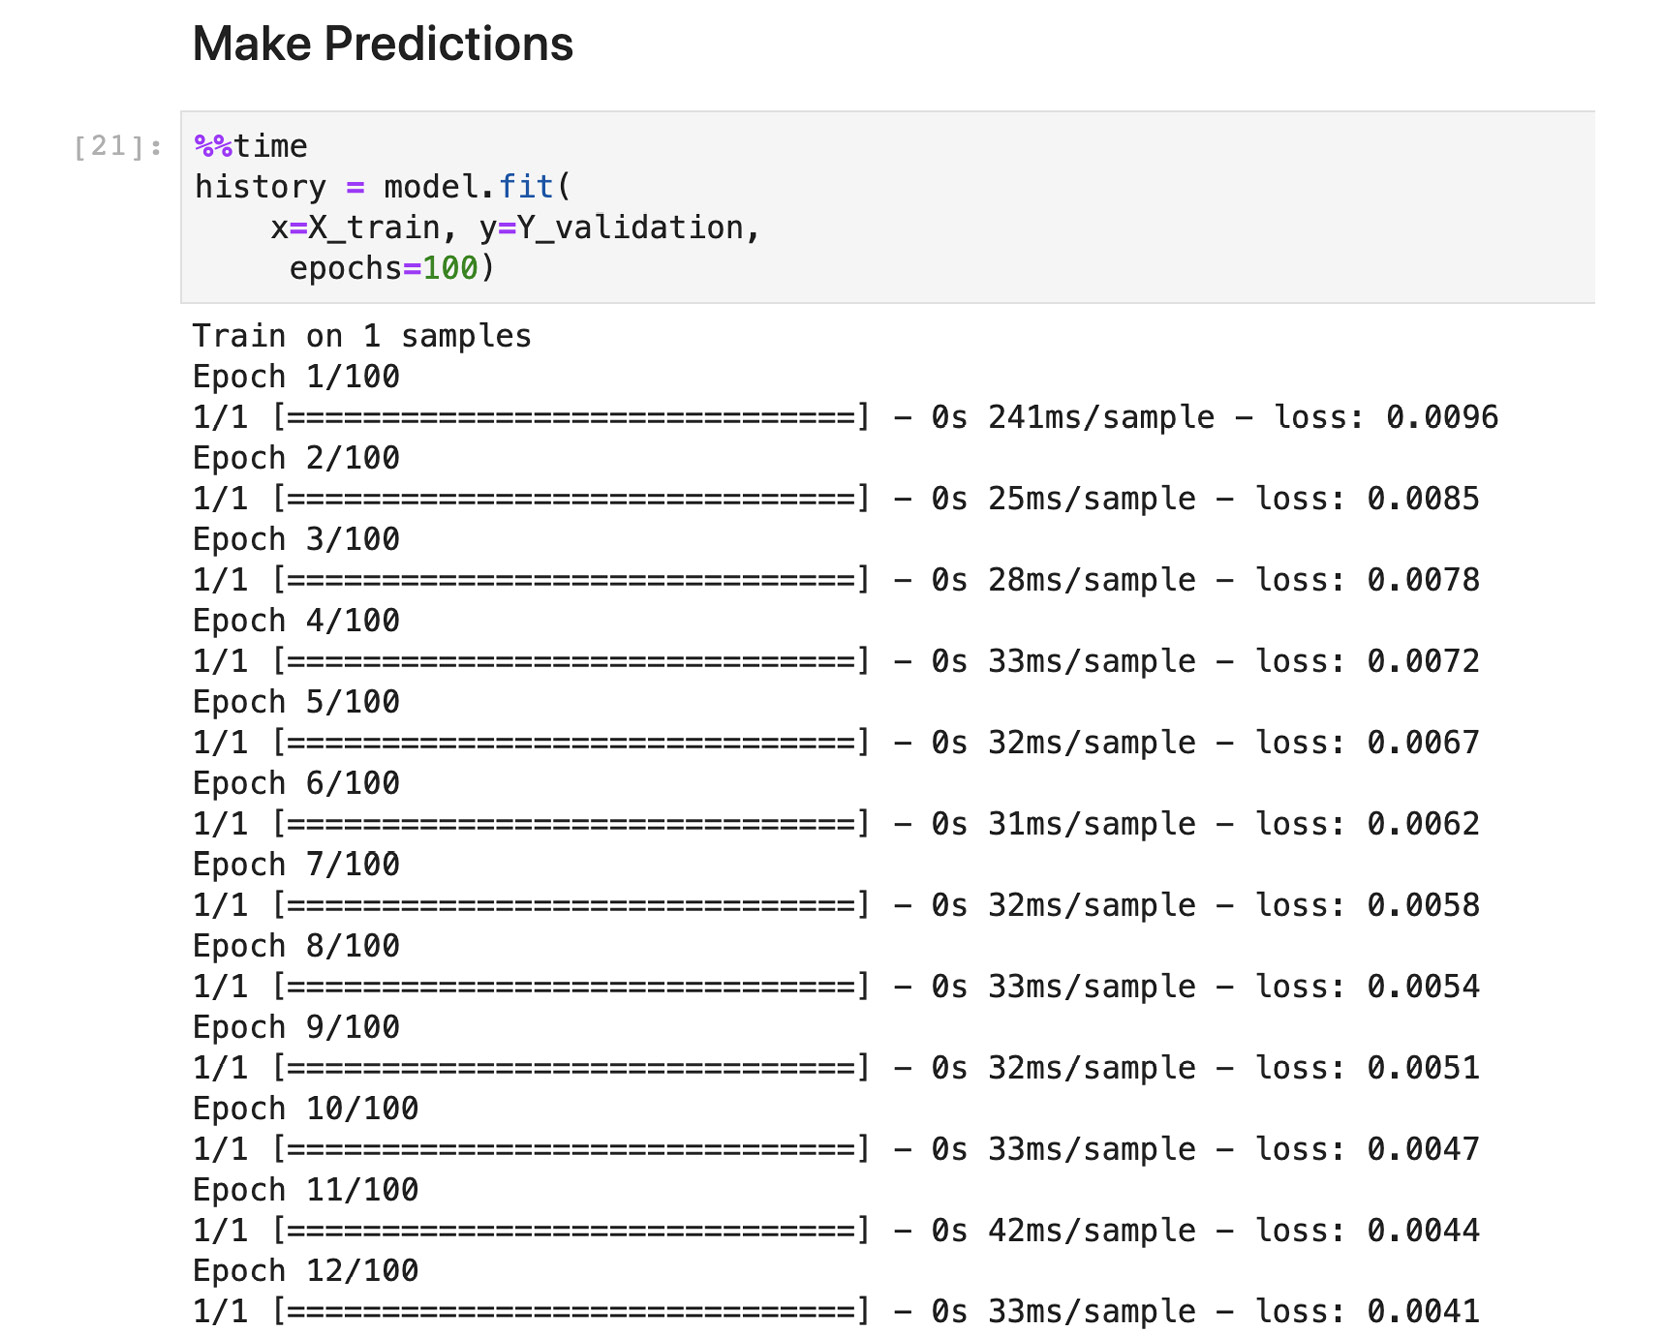 Make Predictions
[21]:
%%time
history = model.fit(
    x=X_train, y=Y_validation,
     epochs=100)
Train on 1 samples
Epoch 1/100
1/1 [==============================] - 0s 241ms/sample - loss: 0.0096
Epoch 2/100
1/1 [==============================] - 0s 25ms/sample - loss: 0.0085
Epoch 3/100
1/1 [==============================] - 0s 28ms/sample - loss: 0.0078
Epoch 4/100
1/1 [==============================] - 0s 33ms/sample - loss: 0.0072
Epoch 5/100
1/1 [==============================] - 0s 32ms/sample - loss: 0.0067
Epoch 6/100
1/1 [==============================] - 0s 31ms/sample - loss: 0.0062
Epoch 7/100
1/1 [==============================] - 0s 32ms/sample - loss: 0.0058
Epoch 8/100
1/1 [==============================] - 0s 33ms/sample - loss: 0.0054
Epoch 9/100
1/1 [==============================] - 0s 32ms/sample - loss: 0.0051
Epoch 10/100
1/1 [==============================] - 0s 33ms/sample - loss: 0.0047
Epoch 11/100
1/1 [==============================] - 0s 42ms/sample - loss: 0.0044
Epoch 12/100
1/1 [==============================] - 0s 33ms/sample - loss: 0.0041